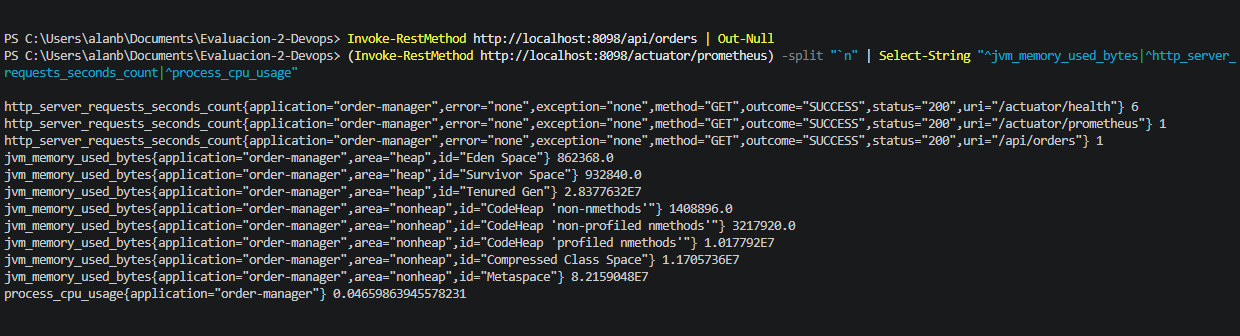 PS C:\Users\alanb\Documents\Evaluacion-2-Devops> Invoke-RestMethod http://localhost:8098/api/orders | Out-Null
PS C:\Users\alanb\Documents\Evaluacion-2-Devops> (Invoke-RestMethod http://localhost:8098/actuator/prometheus) -split "`n" | Select-String "^jvm_memory_used_bytes|^http_server_
requests_seconds_count|^process_cpu_usage"
http_server_requests_seconds_count{application="order-manager",error="none",exception="none",method="GET",outcome="SUCCESS",status="200",uri="/actuator/health"} 6
http_server_requests_seconds_count{application="order-manager",error="none",exception="none",method="GET",outcome="SUCCESS",status="200",uri="/actuator/prometheus"} 1
http_server_requests_seconds_count{application="order-manager",error="none",exception="none",method="GET",outcome="SUCCESS",status="200",uri="/api/orders"} 1
jvm_memory_used_bytes{application="order-manager",area="heap",id="Eden Space"} 862368.0
jvm_memory_used_bytes{application="order-manager",area="heap",id="Survivor Space"} 932840.0
jvm_memory_used_bytes{application="order-manager",area="heap",id="Tenured Gen"} 2.8377632E7
jvm_memory_used_bytes{application="order-manager",area="nonheap",id="CodeHeap 'non-nmethods'"} 1408896.0
jvm_memory_used_bytes{application="order-manager",area="nonheap",id="CodeHeap 'non-profiled nmethods'"} 3217920.0
jvm_memory_used_bytes{application="order-manager",area="nonheap",id="CodeHeap 'profiled nmethods'"} 1.017792E7
jvm_memory_used_bytes{application="order-manager",area="nonheap",id="Compressed Class Space"} 1.1705736E7
jvm_memory_used_bytes{application="order-manager",area="nonheap",id="Metaspace"} 8.2159048E7
process_cpu_usage{application="order-manager"} 0.04659863945578231